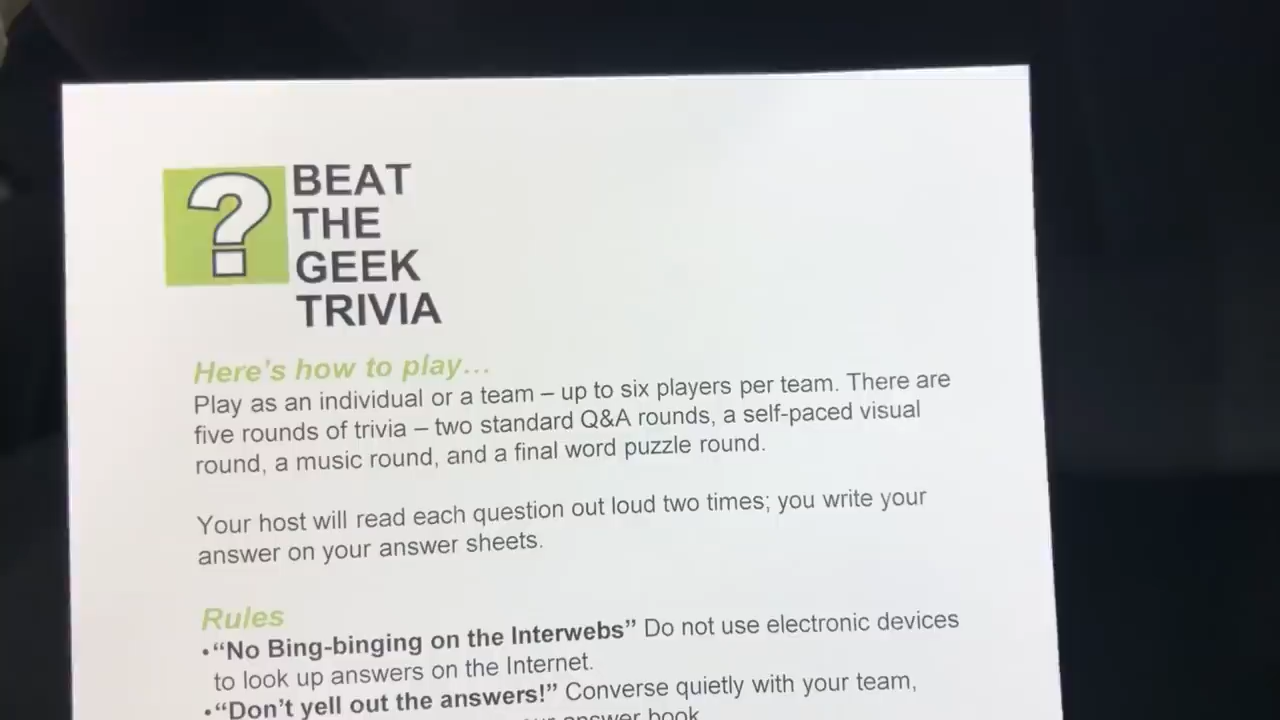 ?
BEAT
THE
GEEK
TRIVIA
Here's how to play…
Play as an individual or a team – up to six players per team. There are
five rounds of trivia – two standard Q&A rounds, a self-paced visual
round, a music round, and a final word puzzle round.
Your host will read each question out loud two times; you write your
answer on your answer sheets.
Rules
•“No Bing-binging on the Interwebs” Do not use electronic devices
to look up answers on the Internet.
•“Don’t yell out the answers!” Converse quietly with your team,
answer book